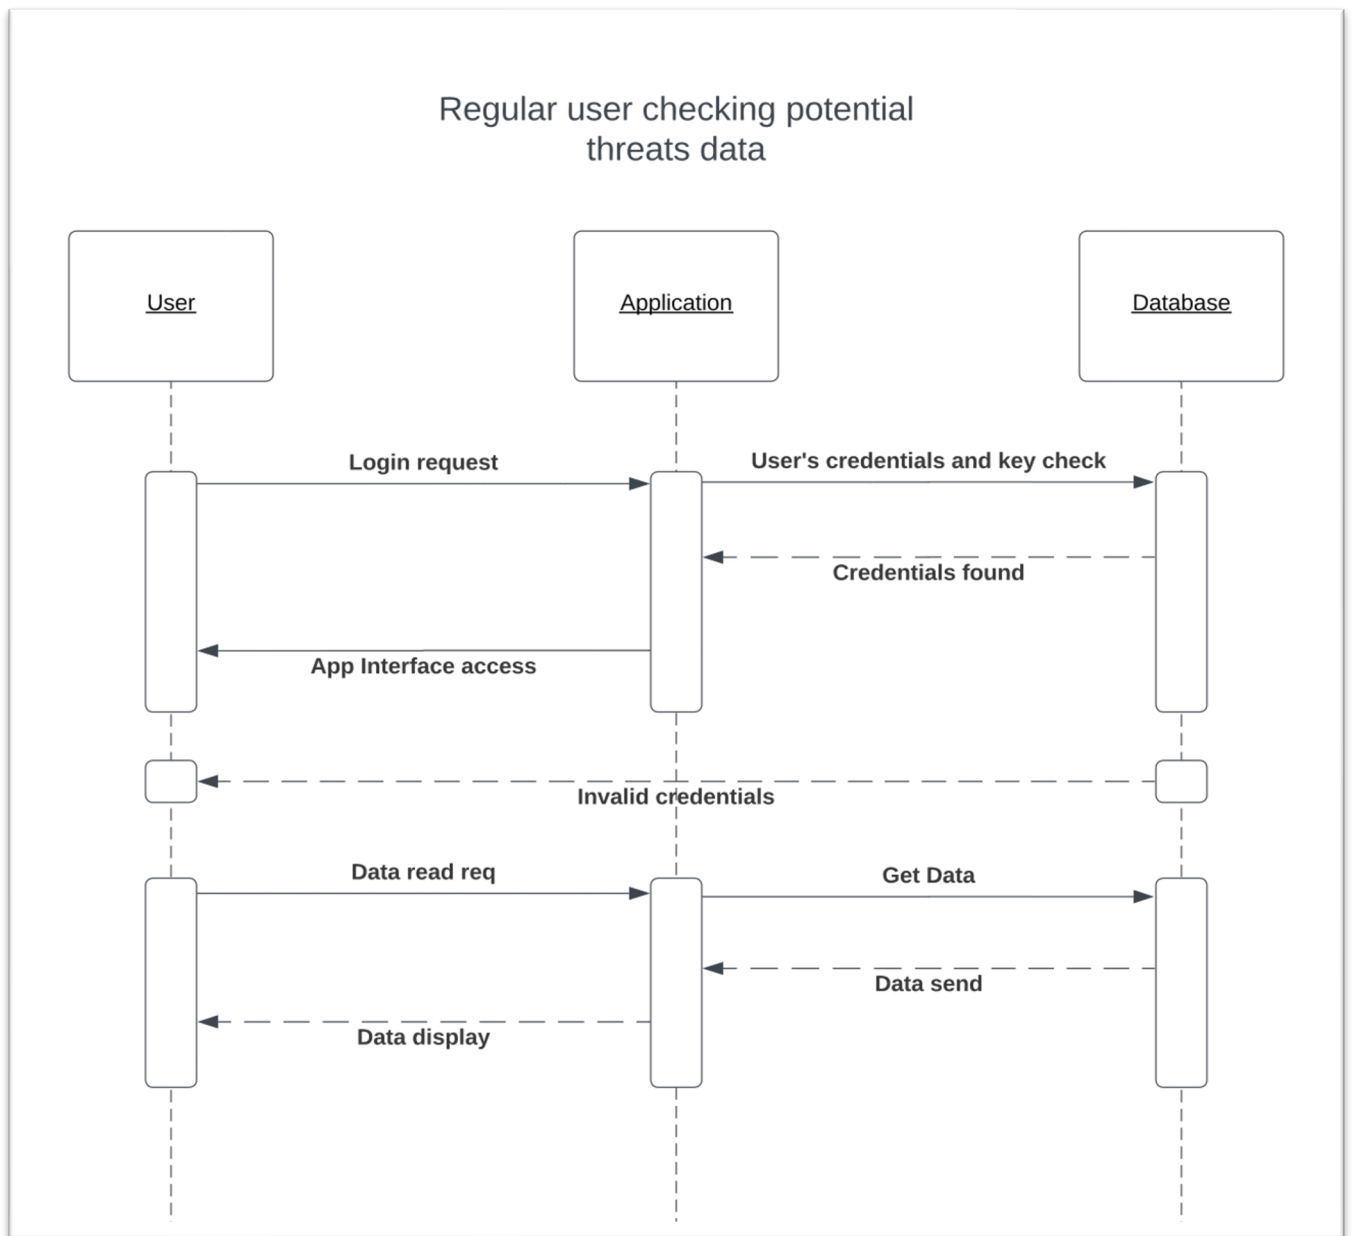 Regular user checking potential
threats data
User
Application
Database
Login request
User's credentials and key check
Credentials found
App Interface access
Invalid credentials
Data read req
Get Data
Data send
Data display